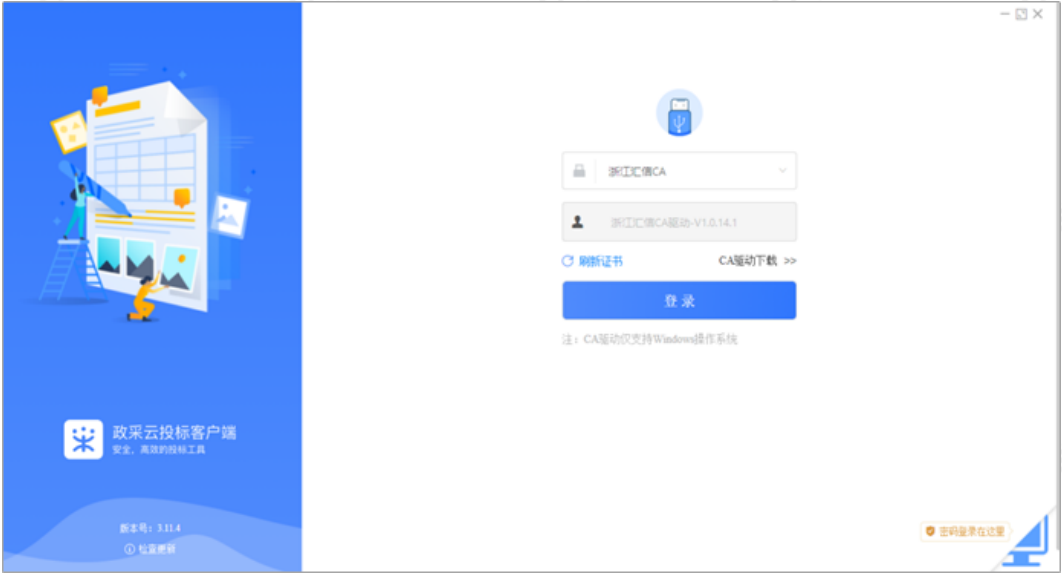 浙江汇信CA
浙江汇信CA驱动-V1.0.14.1
刷新证书
CA驱动下载 >>
登录
注：CA驱动仅支持Windows操作系统
政采云投标客户端
安全，高效的投标工具
版本号：3.11.4
检查更新
密码登录在这里